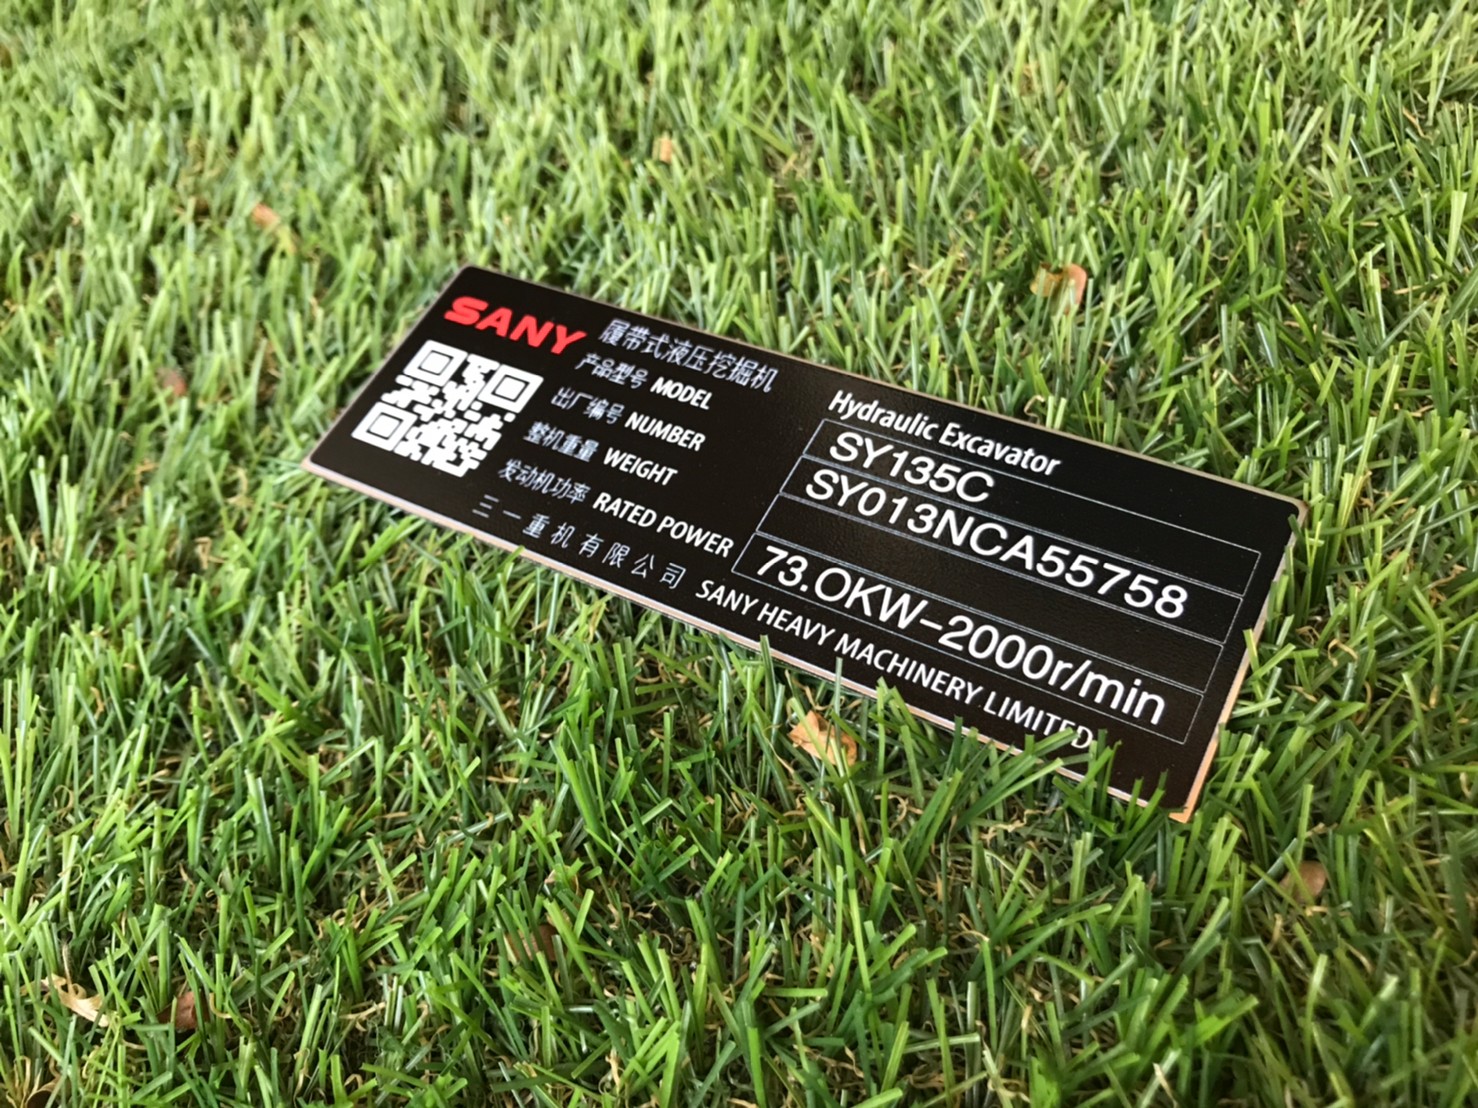 SANY 履带式液压挖掘机 Hydraulic Excavator
产品型号 MODEL SY135C
出厂编号 NUMBER SY013NCA55758
整机重量 WEIGHT
发动机功率 RATED POWER 73.0KW-2000r/min
三一重机有限公司 SANY HEAVY MACHINERY LIMITED